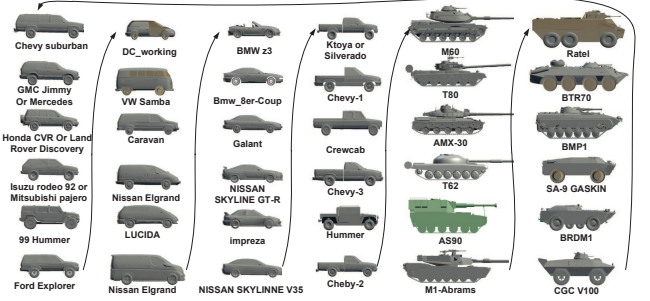 Chevy suburban
GMC Jimmy
Or Mercedes
Honda CVR Or Land
Rover Discovery
Isuzu rodeo 92 or
Mitsubishi pajero
99 Hummer
Ford Explorer
DC_working
VW Samba
Caravan
Nissan Elgrand
LUCIDA
Nissan Elgrand
BMW z3
Bmw_8er-Coup
Galant
NISSAN
SKYLINE GT-R
impreza
NISSAN SKYLINNE V35
Ktoya or
Silverado
Chevy-1
Crewcab
Chevy-3
Hummer
Cheby-2
M60
T80
AMX-30
T62
AS90
M1-Abrams
Ratel
BTR70
BMP1
SA-9 GASKIN
BRDM1
CGC V100